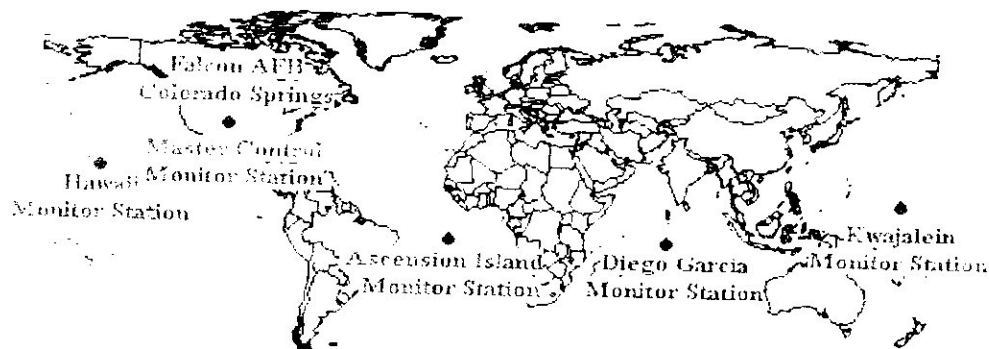 Falcon AFB
Colorado Springs
Master Control
Monitor Station
Hawaii
Monitor Station
Ascension Island
Monitor Station
Diego Garcia
Monitor Station
Kwajalein
Monitor Station